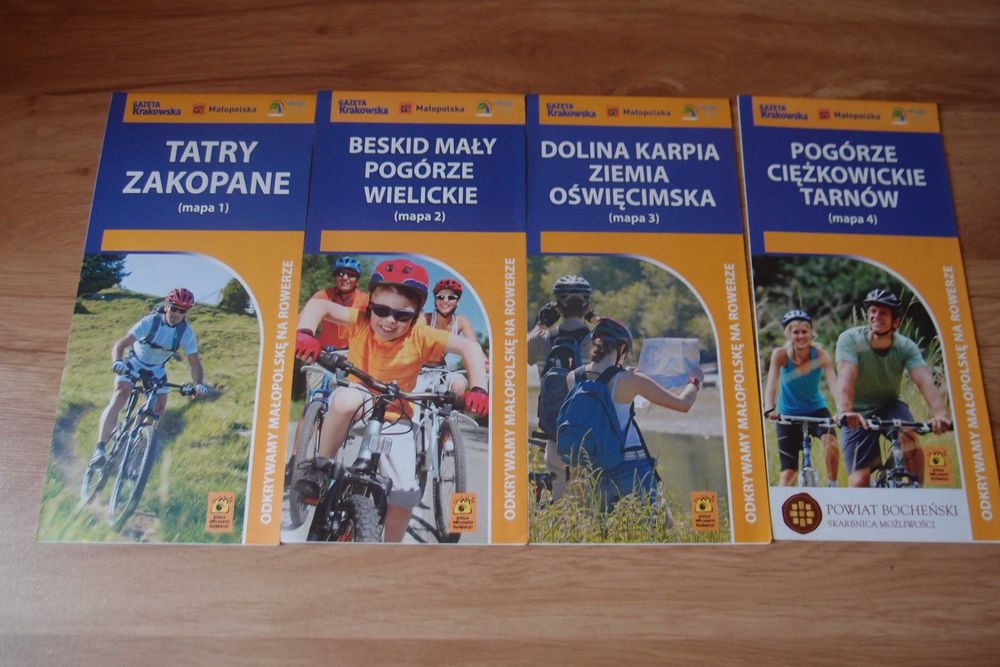 GAZETA
Krakowska
Małopolska
TATRY
ZAKOPANE
(mapa 1)
ODKRYWAMY MAŁOPOLSKĘ NA ROWERZE
GAZETA
Krakowska
Małopolska
BESKID MAŁY
POGÓRZE
WIELICKIE
(mapa 2)
ODKRYWAMY MAŁOPOLSKĘ NA ROWERZE
GAZETA
Krakowska
Małopolska
DOLINA KARPIA
ZIEMIA
OŚWIĘCIMSKA
(mapa 3)
ODKRYWAMY MAŁOPOLSKĘ NA ROWERZE
GAZETA
Krakowska
Małopolska
POGÓRZE
CIĘŻKOWICKIE
TARNÓW
(mapa 4)
ODKRYWAMY MAŁOPOLSKĘ NA ROWERZE
POWIAT BOCHEŃSKI
SKARBNICA MOŻLIWOŚCI